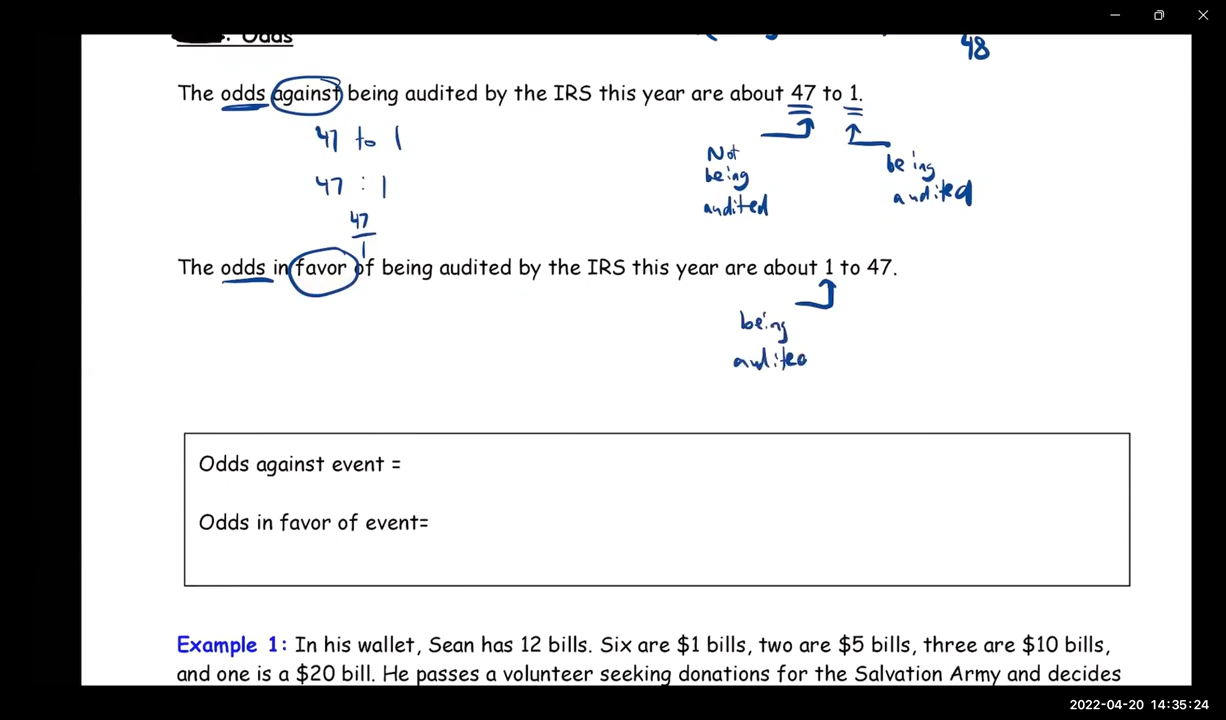 : Odds
48
The odds against being audited by the IRS this year are about 47 to 1.
47 to 1
47 : 1
47
1
Not
being
audited
being
audited
The odds in favor of being audited by the IRS this year are about 1 to 47.
being
audited
Odds against event =
Odds in favor of event=
Example 1: In his wallet, Sean has 12 bills. Six are $1 bills, two are $5 bills, three are $10 bills,
and one is a $20 bill. He passes a volunteer seeking donations for the Salvation Army and decides
2022-04-20 14:35:24